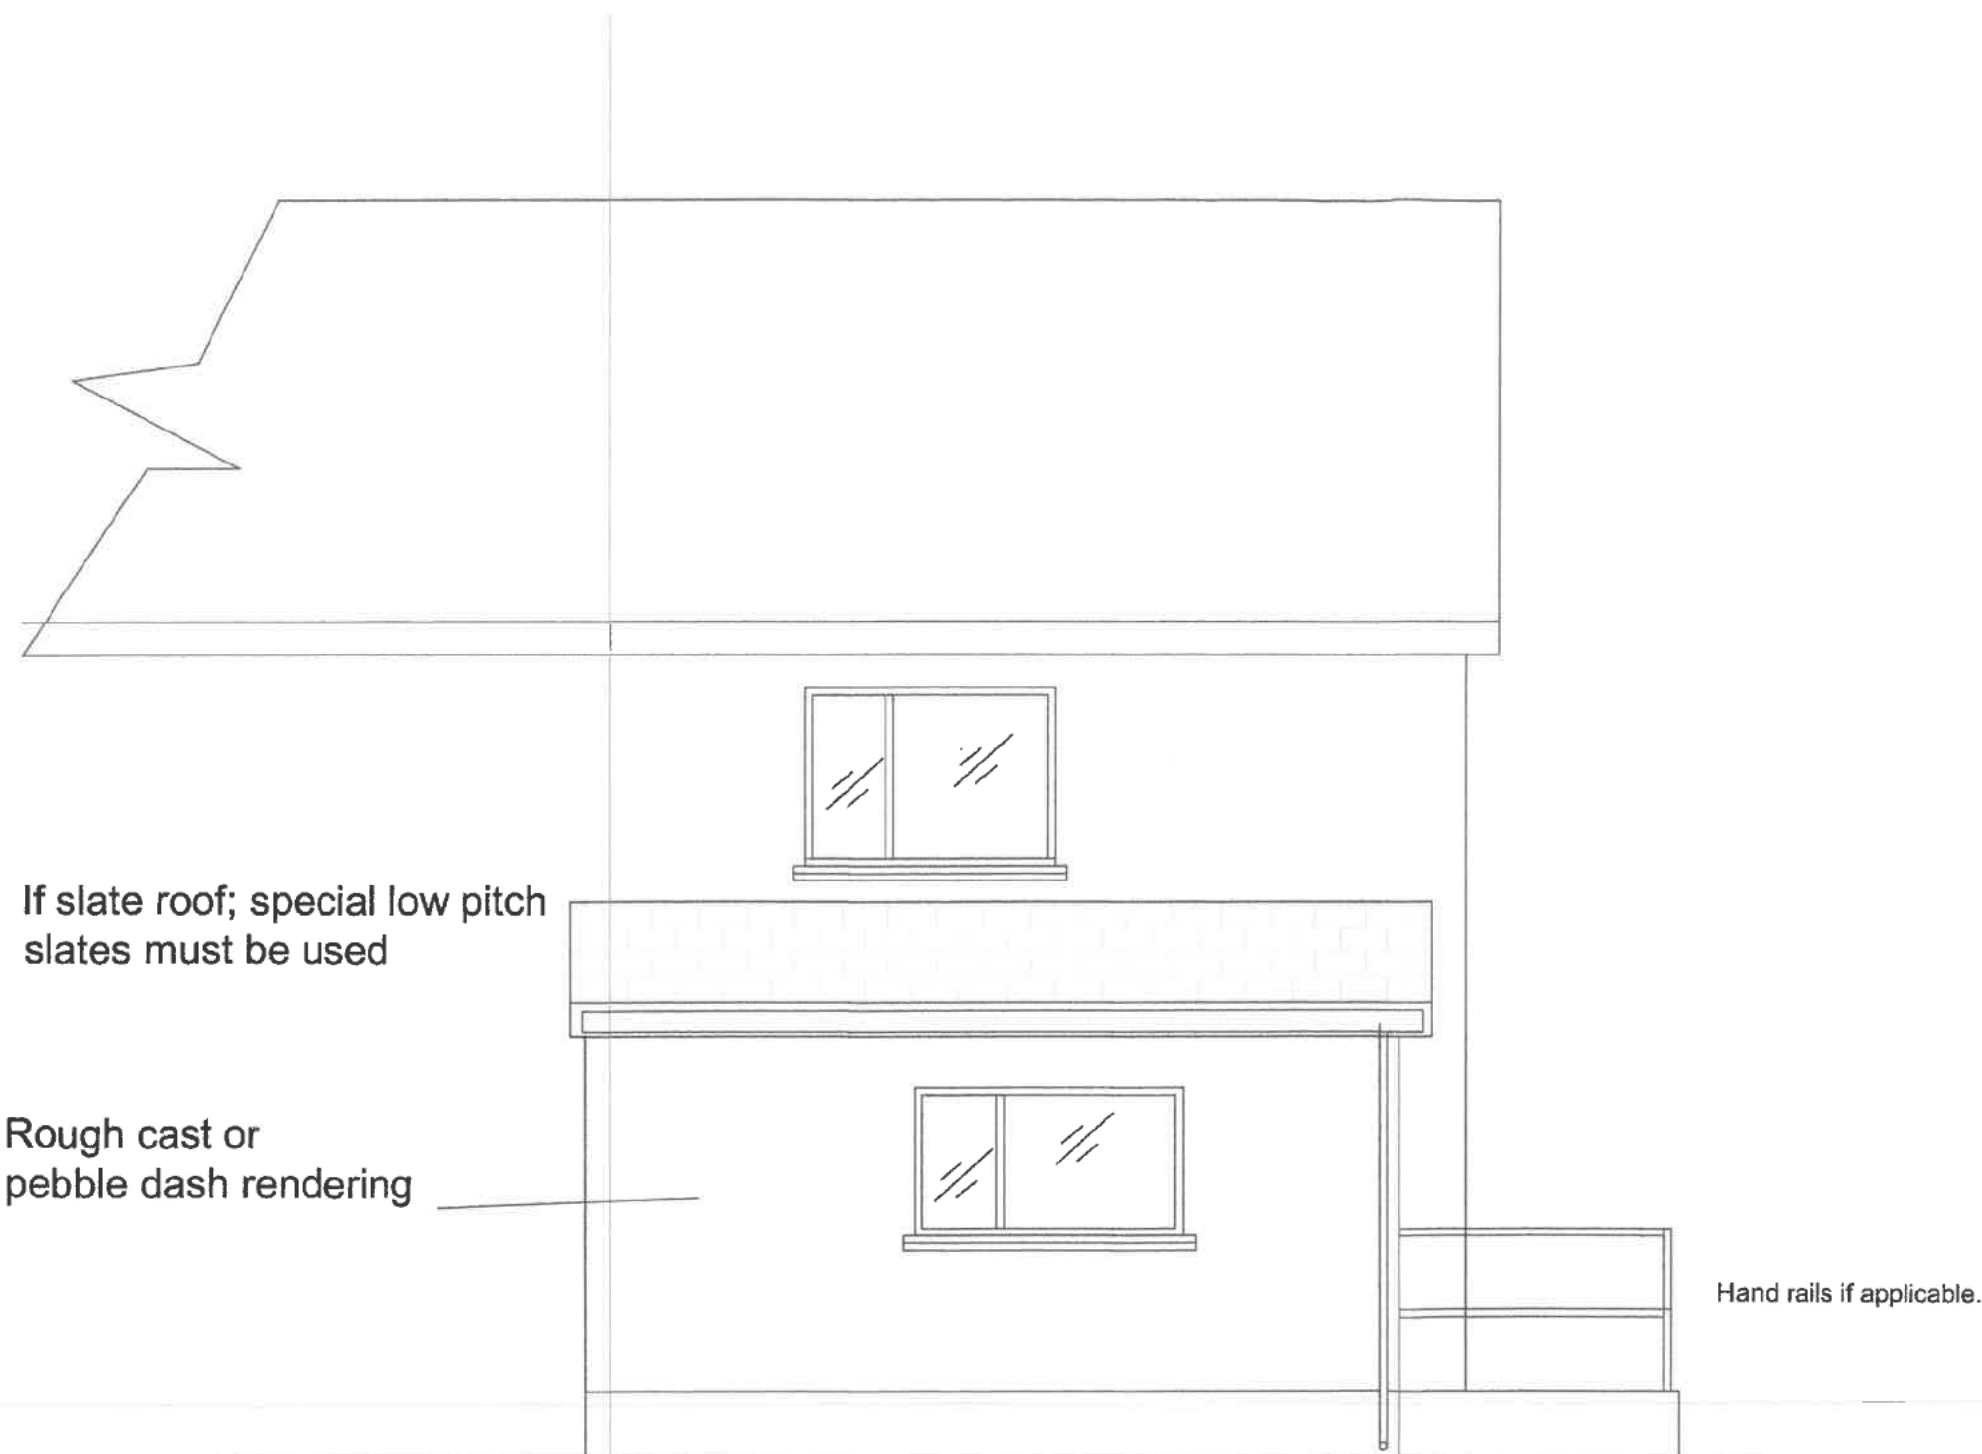 If slate roof; special low pitch
slates must be used
Rough cast or
pebble dash rendering
Hand rails if applicable.